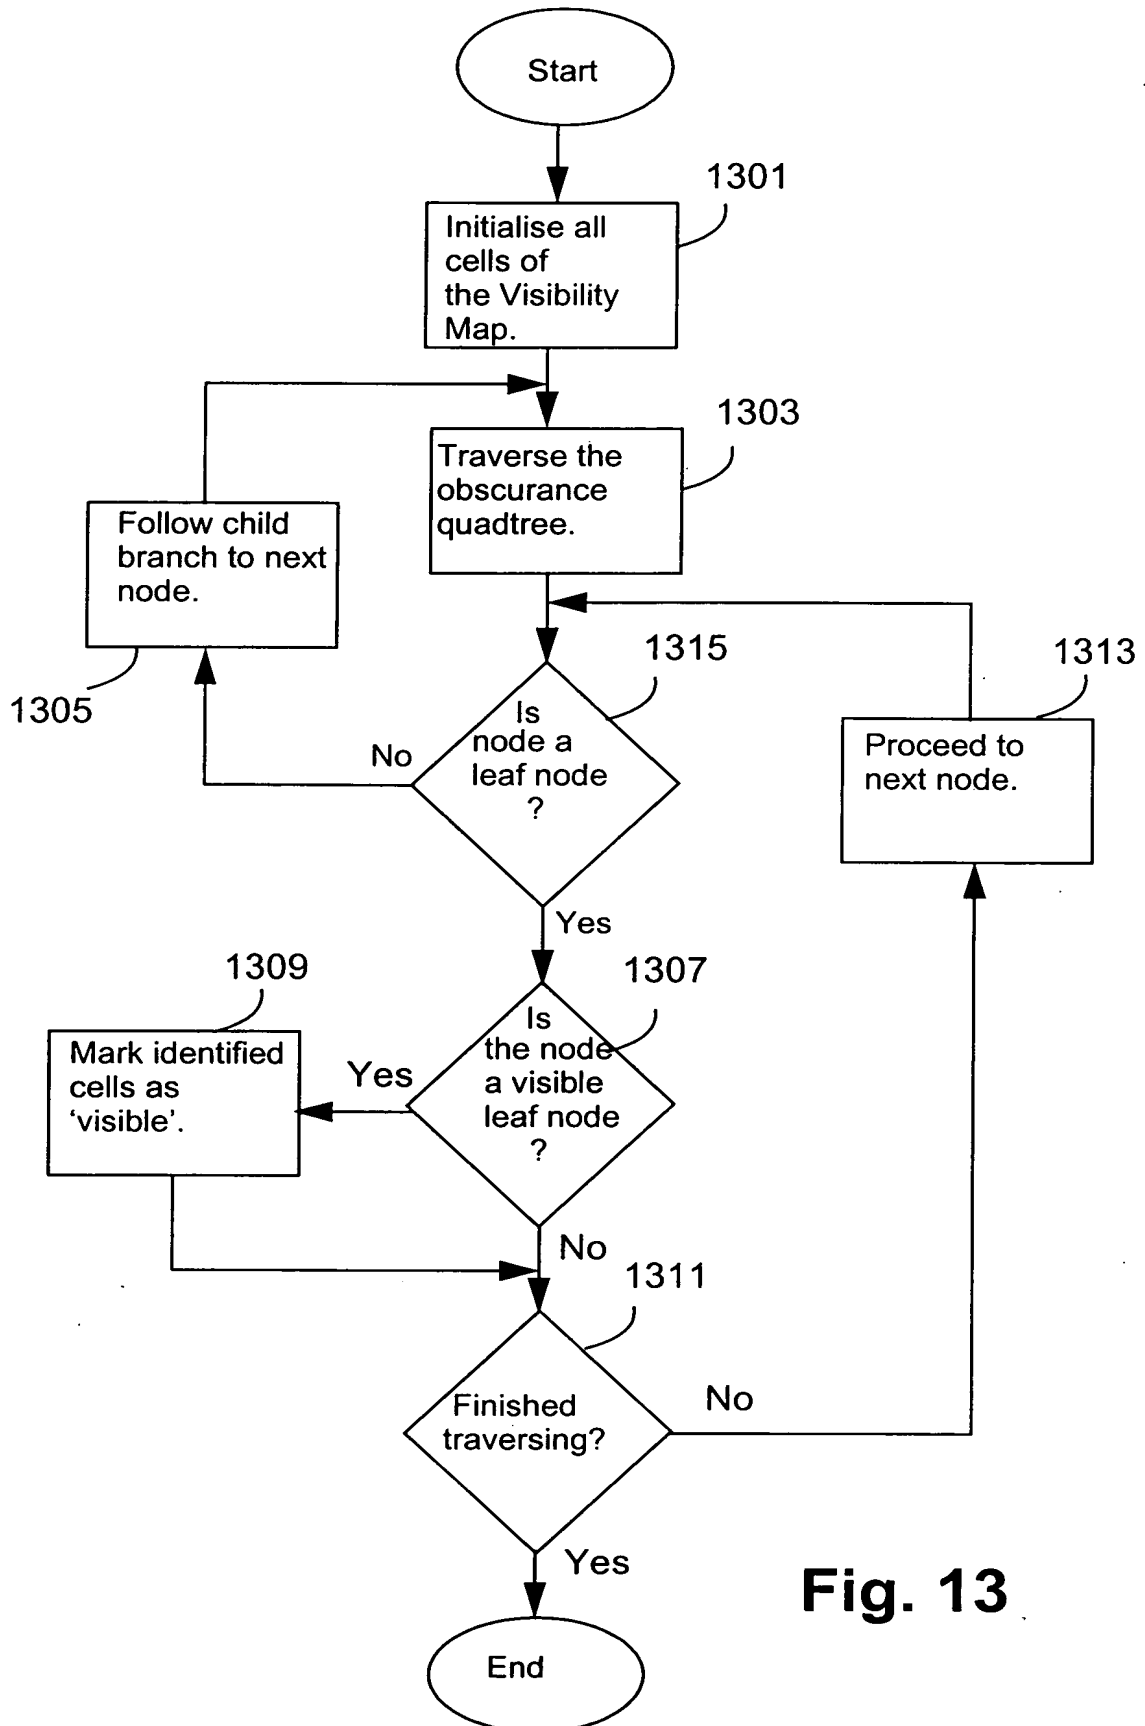 Start
1301
Initialise all
cells of
the Visibility
Map.
1303
Traverse the
obscurance
quadtree.
Follow child
branch to next
node.
1305
1315
Is
node a
leaf node
?
No
Yes
1313
Proceed to
next node.
1307
Is
the node
a visible
leaf node
?
Yes
No
1309
Mark identified
cells as
‘visible’.
1311
Finished
traversing?
No
Yes
End
Fig. 13